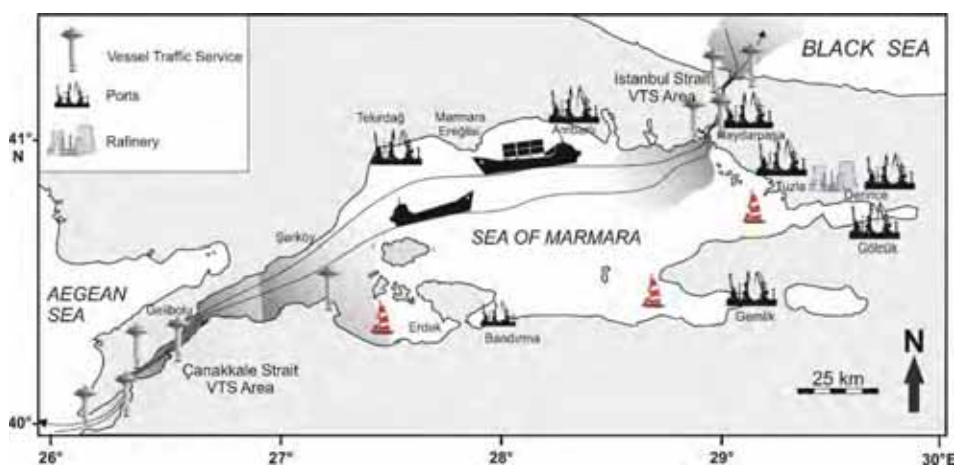 Vessel Traffic Service
Ports
Rafinery
BLACK SEA
İstanbul Strait
VTS Area
41°
N
Tekirdağ
Marmara
Ereğlisi
Ambarlı
Haydarpaşa
Tuzla
Derince
Gölcük
Şarköy
SEA OF MARMARA
AEGEAN
SEA
Gelibolu
Erdek
Bandırma
Gemlik
Çanakkale Strait
VTS Area
N
25 km
40°
26°
27°
28°
29°
30°E